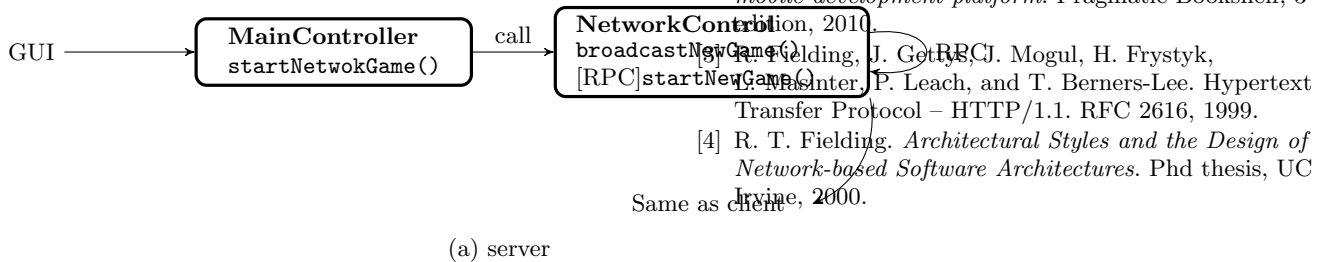 GUI
MainController
startNetwokGame()
call
NetworkControl
broadcastNewGame()
[RPC]startNewGame()
RPC
Same as client
(a) server
mobile development platform. Pragmatic Bookshelf, 3
edition, 2010.
[3] R. Fielding, J. Gettys, J. Mogul, H. Frystyk,
L. Masinter, P. Leach, and T. Berners-Lee. Hypertext
Transfer Protocol – HTTP/1.1. RFC 2616, 1999.
[4] R. T. Fielding. Architectural Styles and the Design of
Network-based Software Architectures. Phd thesis, UC
Irvine, 2000.